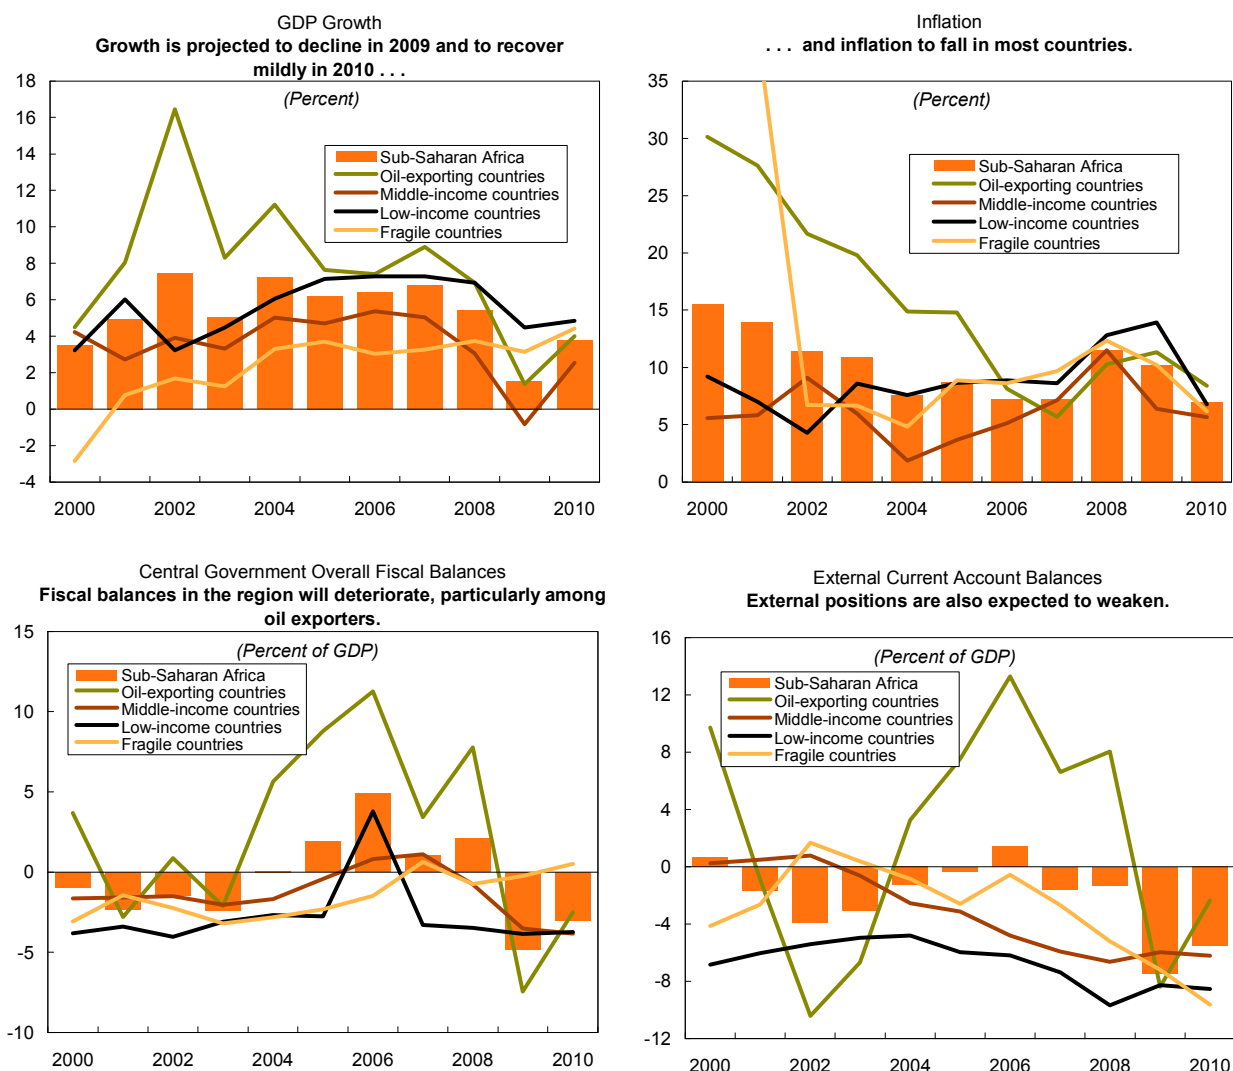 GDP Growth
Growth is projected to decline in 2009 and to recover
mildly in 2010 . . .
(Percent)
18
16
14
12
10
8
6
4
2
0
-2
-4
Sub-Saharan Africa
Oil-exporting countries
Middle-income countries
Low-income countries
Fragile countries
2000 2002 2004 2006 2008 2010
Inflation
. . . and inflation to fall in most countries.
(Percent)
35
30
25
20
15
10
5
0
Sub-Saharan Africa
Oil-exporting countries
Middle-income countries
Low-income countries
Fragile countries
2000 2002 2004 2006 2008 2010
Central Government Overall Fiscal Balances
Fiscal balances in the region will deteriorate, particularly among
oil exporters.
(Percent of GDP)
15
10
5
0
-5
-10
Sub-Saharan Africa
Oil-exporting countries
Middle-income countries
Low-income countries
Fragile countries
2000 2002 2004 2006 2008 2010
External Current Account Balances
External positions are also expected to weaken.
(Percent of GDP)
16
12
8
4
0
-4
-8
-12
Sub-Saharan Africa
Oil-exporting countries
Middle-income countries
Low-income countries
Fragile countries
2000 2002 2004 2006 2008 2010